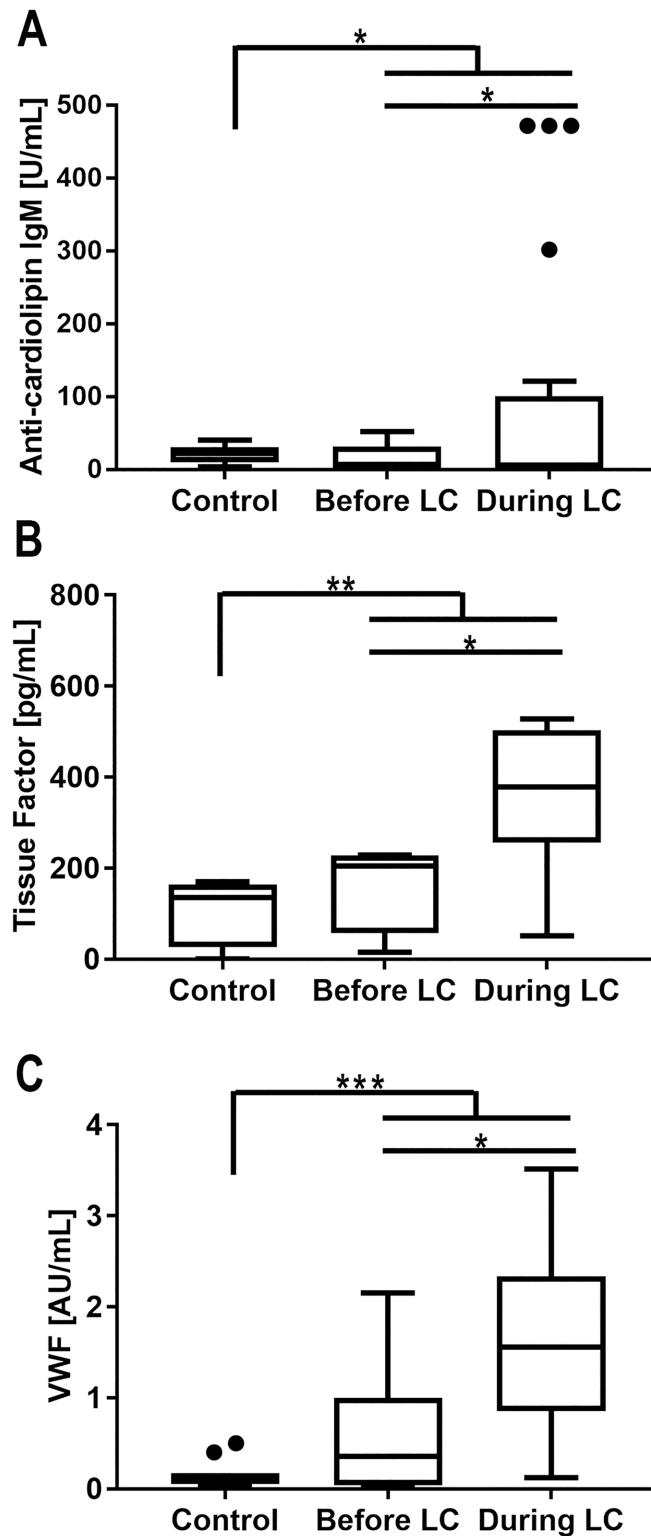 A
*
*
Anti-cardiolipin IgM [U/mL]
500
400
300
200
100
0
Control Before LC During LC
B
**
*
Tissue Factor [pg/mL]
800
600
400
200
0
Control Before LC During LC
C
***
*
VWF [AU/mL]
4
3
2
1
0
Control Before LC During LC